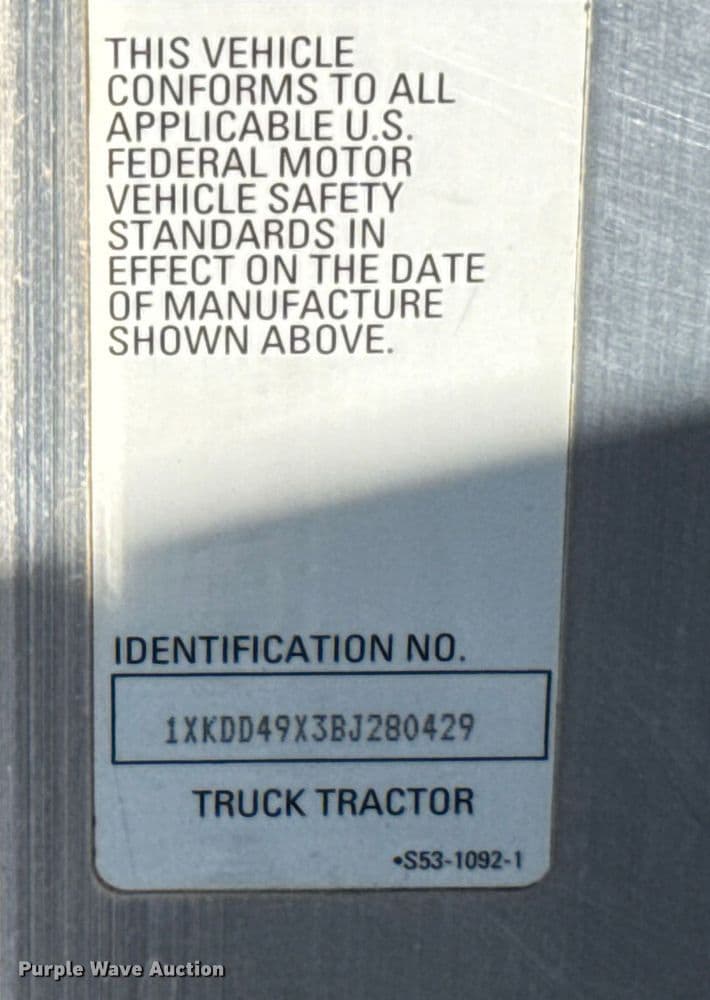 THIS VEHICLE
CONFORMS TO ALL
APPLICABLE U.S.
FEDERAL MOTOR
VEHICLE SAFETY
STANDARDS IN
EFFECT ON THE DATE
OF MANUFACTURE
SHOWN ABOVE.
IDENTIFICATION NO.
1XKDD49X3BJ280429
TRUCK TRACTOR
•S53-1092-1
Purple Wave Auction